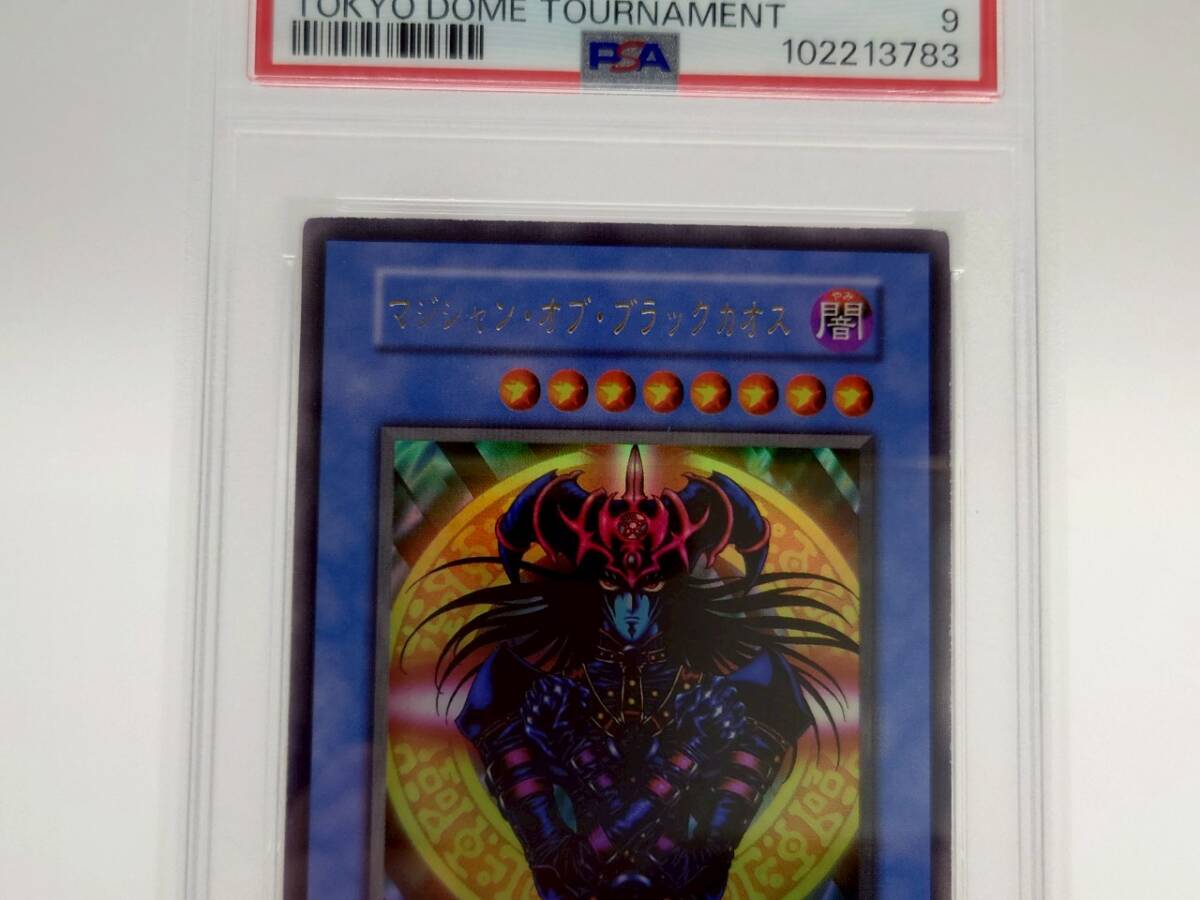 TOKYO DOME TOURNAMENT
9
PSA
102213783
マジシャン・オブ・ブラックカオス
やみ
闇